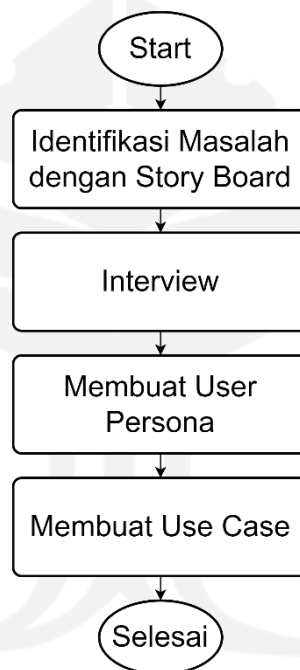 Start
Identifikasi Masalah
dengan Story Board
Interview
Membuat User
Persona
Membuat Use Case
Selesai